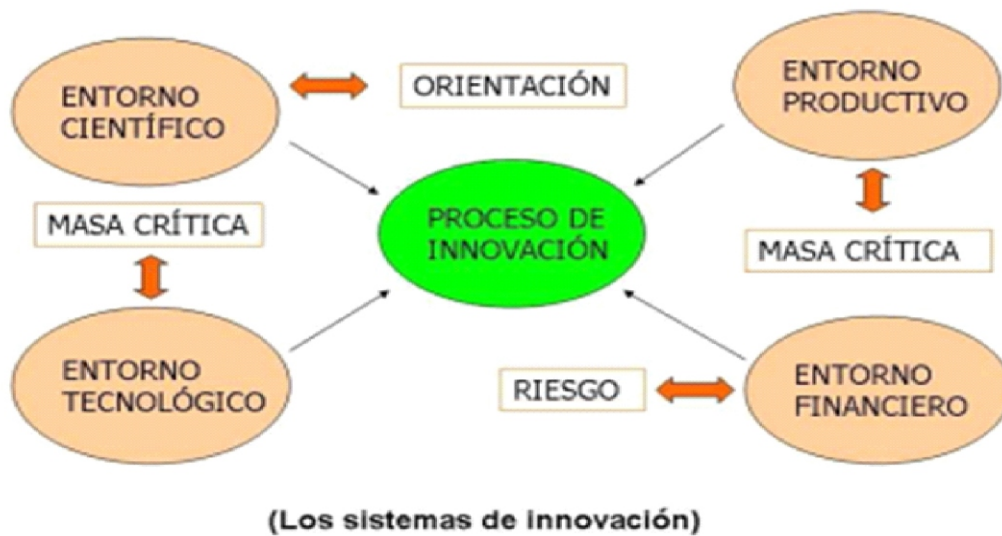 ENTORNO
CIENTÍFICO
ORIENTACIÓN
ENTORNO
PRODUCTIVO
MASA CRÍTICA
PROCESO DE
INNOVACIÓN
MASA CRÍTICA
ENTORNO
TECNOLÓGICO
RIESGO
ENTORNO
FINANCIERO
(Los sistemas de innovación)